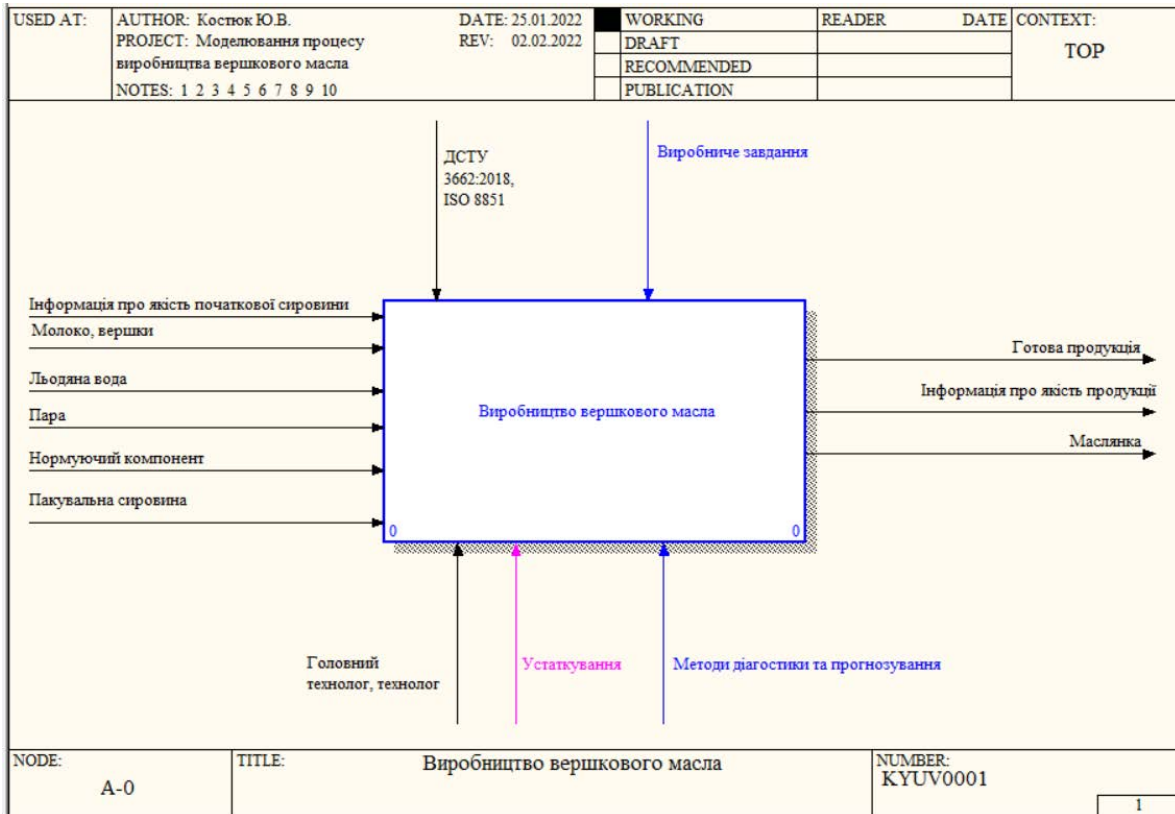 USED AT:
AUTHOR: Костюк Ю.В.
DATE: 25.01.2022
PROJECT: Моделювання процесу
REV: 02.02.2022
виробництва вершкового масла
NOTES: 1 2 3 4 5 6 7 8 9 10
WORKING
DRAFT
RECOMMENDED
PUBLICATION
READER DATE
CONTEXT:
TOP
ДСТУ
3662:2018,
ISO 8851
Виробниче завдання
Інформація про якість початкової сировини
Молоко, вершки
Льодяна вода
Пара
Нормуючий компонент
Пакувальна сировина
Виробництво вершкового масла
0
0
Готова продукція
Інформація про якість продукції
Маслянка
Головний
технолог, технолог
Устаткування
Методи діагостики та прогнозування
NODE:
A-0
TITLE:
Виробництво вершкового масла
NUMBER:
KYUV0001
1